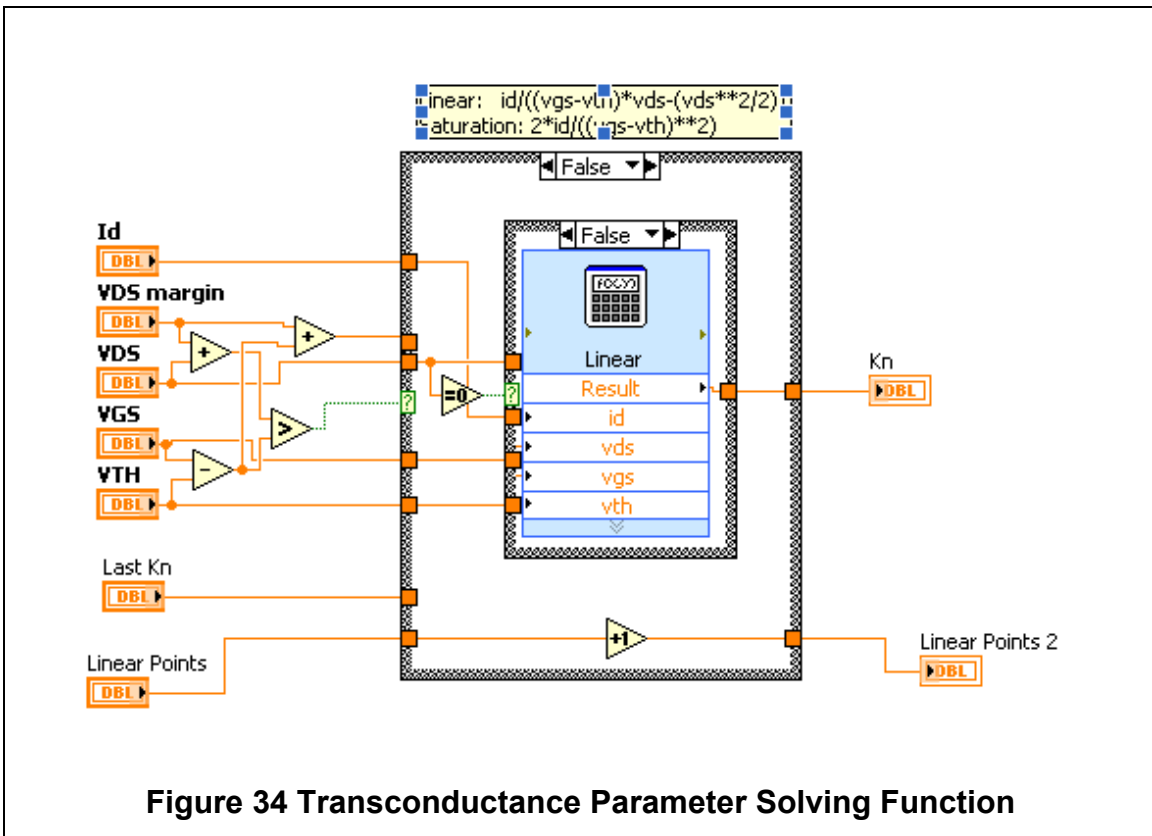 inear: id/((vgs-vth)*vds-(vds**2/2)
aturation: 2*id/((vgs-vth)**2)
False
False
f(X,Y)
Id
DBL
VDS margin
DBL
VDS
DBL
VGS
DBL
VTH
DBL
+
+
>
-
?
=0
?
Linear
Result
id
vds
vgs
vth
Kn
DBL
Last Kn
DBL
Linear Points
DBL
+1
Linear Points 2
DBL
Figure 34 Transconductance Parameter Solving Function